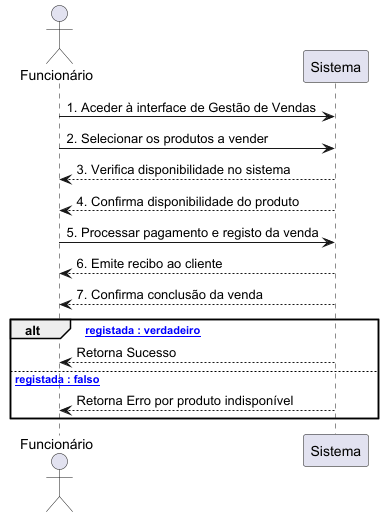 Funcionário
Sistema
1. Aceder à interface de Gestão de Vendas
2. Selecionar os produtos a vender
3. Verifica disponibilidade no sistema
4. Confirma disponibilidade do produto
5. Processar pagamento e registo da venda
6. Emite recibo ao cliente
7. Confirma conclusão da venda
alt registada : verdadeiro
Retorna Sucesso
registada : falso
Retorna Erro por produto indisponível
Funcionário
Sistema